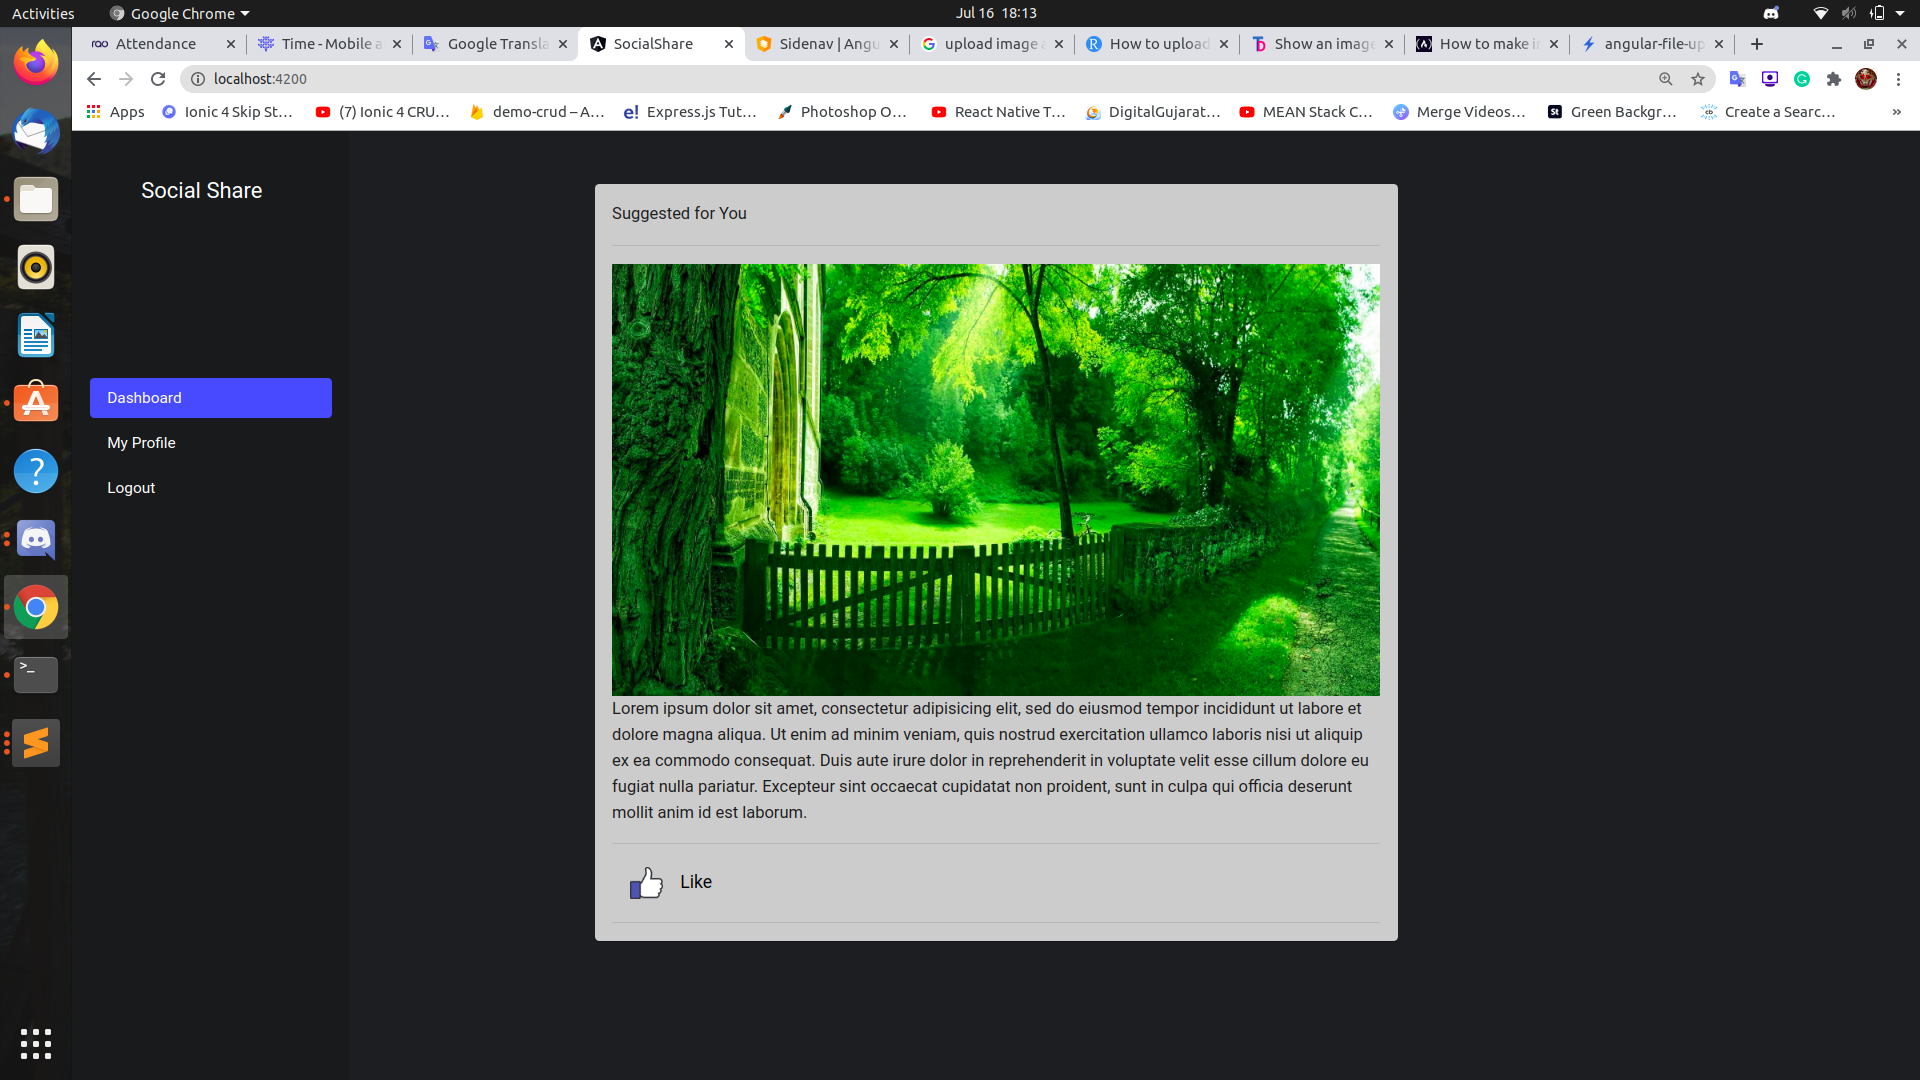 Activities
Google Chrome
Jul 16 18:13
rao Attendance
Time - Mobile a
Google Transla
SocialShare
Sidenav | Angu
upload image a
How to upload
Show an image
How to make i
angular-file-up
localhost:4200
Apps
Ionic 4 Skip St...
(7) Ionic 4 CRU...
demo-crud – A...
e! Express.js Tut...
Photoshop O...
React Native T...
DigitalGujarat...
MEAN Stack C...
Merge Videos...
St Green Backgr...
Create a Searc...
»
Social Share
Dashboard
My Profile
Logout
Suggested for You
Lorem ipsum dolor sit amet, consectetur adipisicing elit, sed do eiusmod tempor incididunt ut labore et
dolore magna aliqua. Ut enim ad minim veniam, quis nostrud exercitation ullamco laboris nisi ut aliquip
ex ea commodo consequat. Duis aute irure dolor in reprehenderit in voluptate velit esse cillum dolore eu
fugiat nulla pariatur. Excepteur sint occaecat cupidatat non proident, sunt in culpa qui officia deserunt
mollit anim id est laborum.
Like